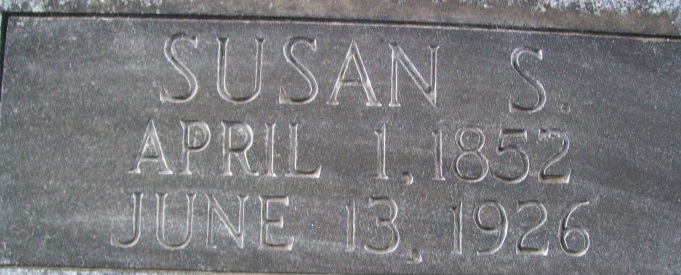 SUSAN S.
APRIL 1, 1852
JUNE 13, 1926